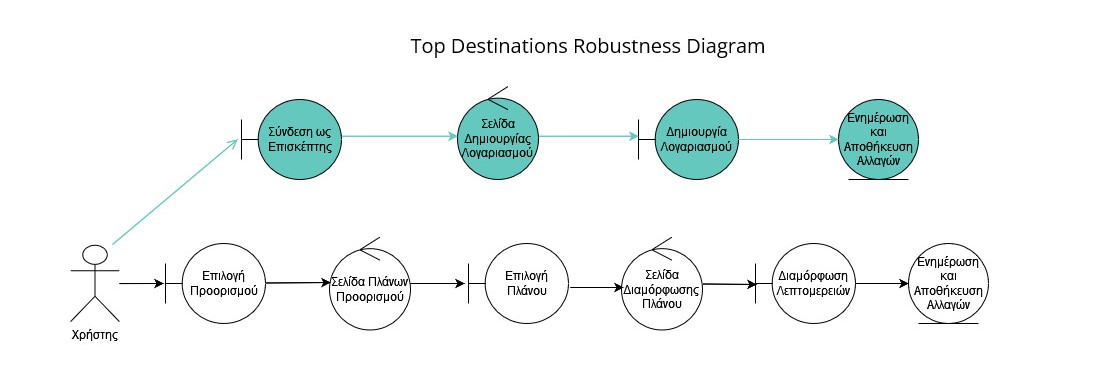 Top Destinations Robustness Diagram
Σύνδεση ως
Επισκέπτης
Σελίδα
Δημιουργίας
Λογαριασμού
Δημιουργία
Λογαριασμού
Ενημέρωση
και
Αποθήκευση
Αλλαγών
Χρήστης
Επιλογή
Προορισμού
Σελίδα Πλάνων
Προορισμού
Επιλογή
Πλάνου
Σελίδα
Διαμόρφωσης
Πλάνου
Διαμόρφωση
Λεπτομερειών
Ενημέρωση
και
Αποθήκευση
Αλλαγών